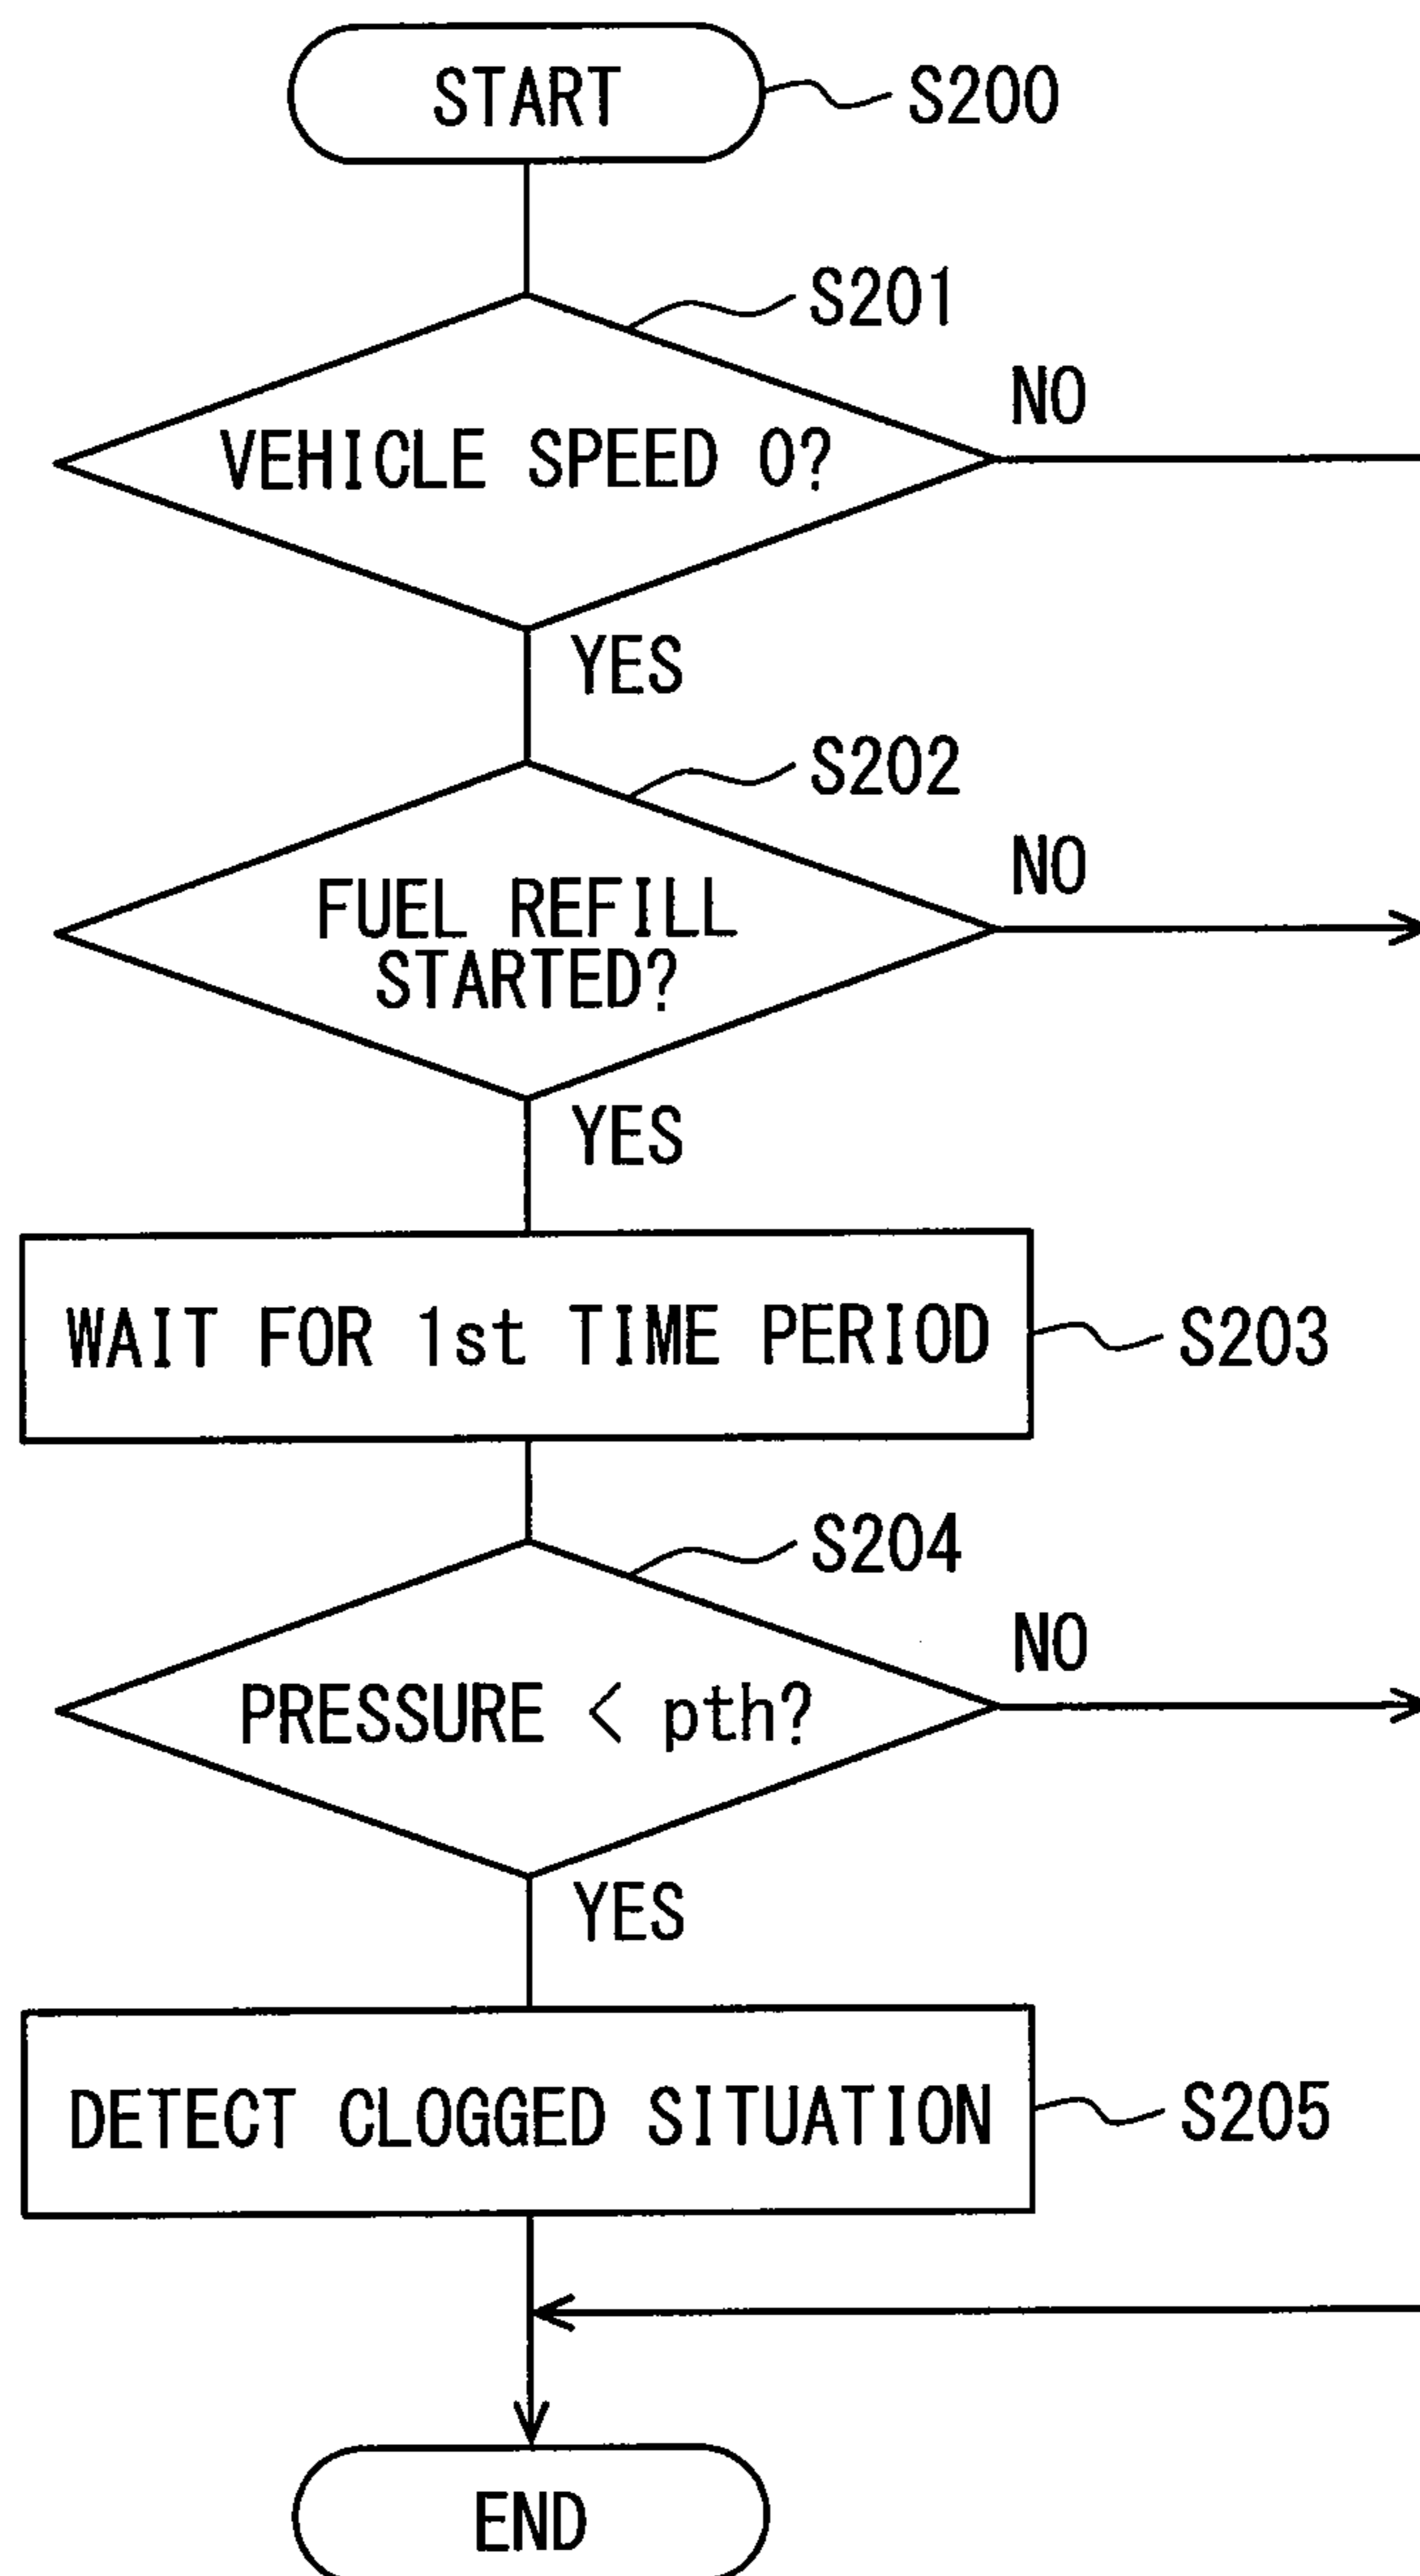 START
S200
S201
VEHICLE SPEED 0?
NO
YES
S202
FUEL REFILL
STARTED?
NO
YES
WAIT FOR 1st TIME PERIOD
S203
S204
PRESSURE < pth?
NO
YES
DETECT CLOGGED SITUATION
S205
END